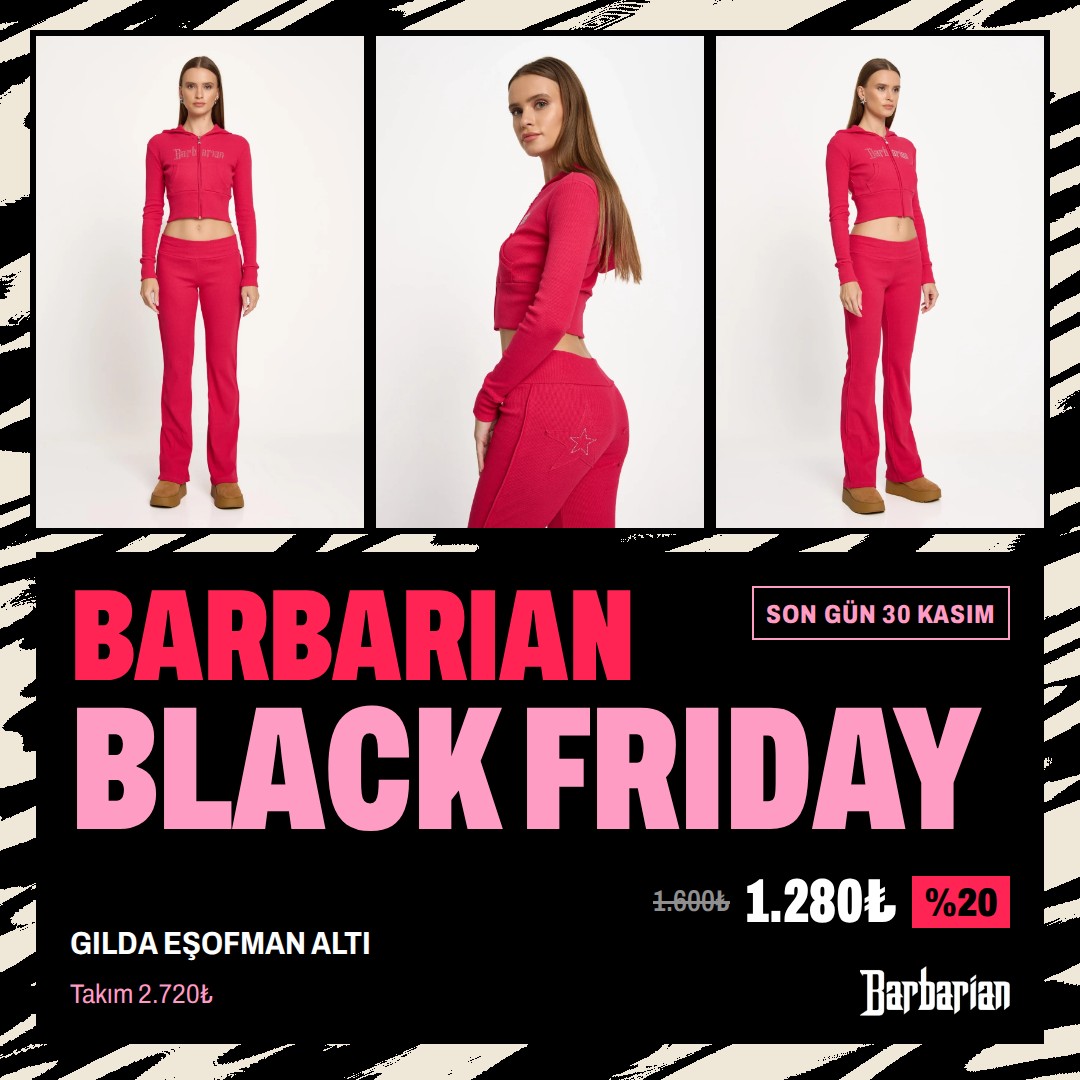 Barbarian
Barbarian
BARBARIAN
SON GÜN 30 KASIM
BLACK FRIDAY
1.600₺ 1.280₺ %20
GILDA EŞOFMAN ALTI
Takım 2.720₺
Barbarian